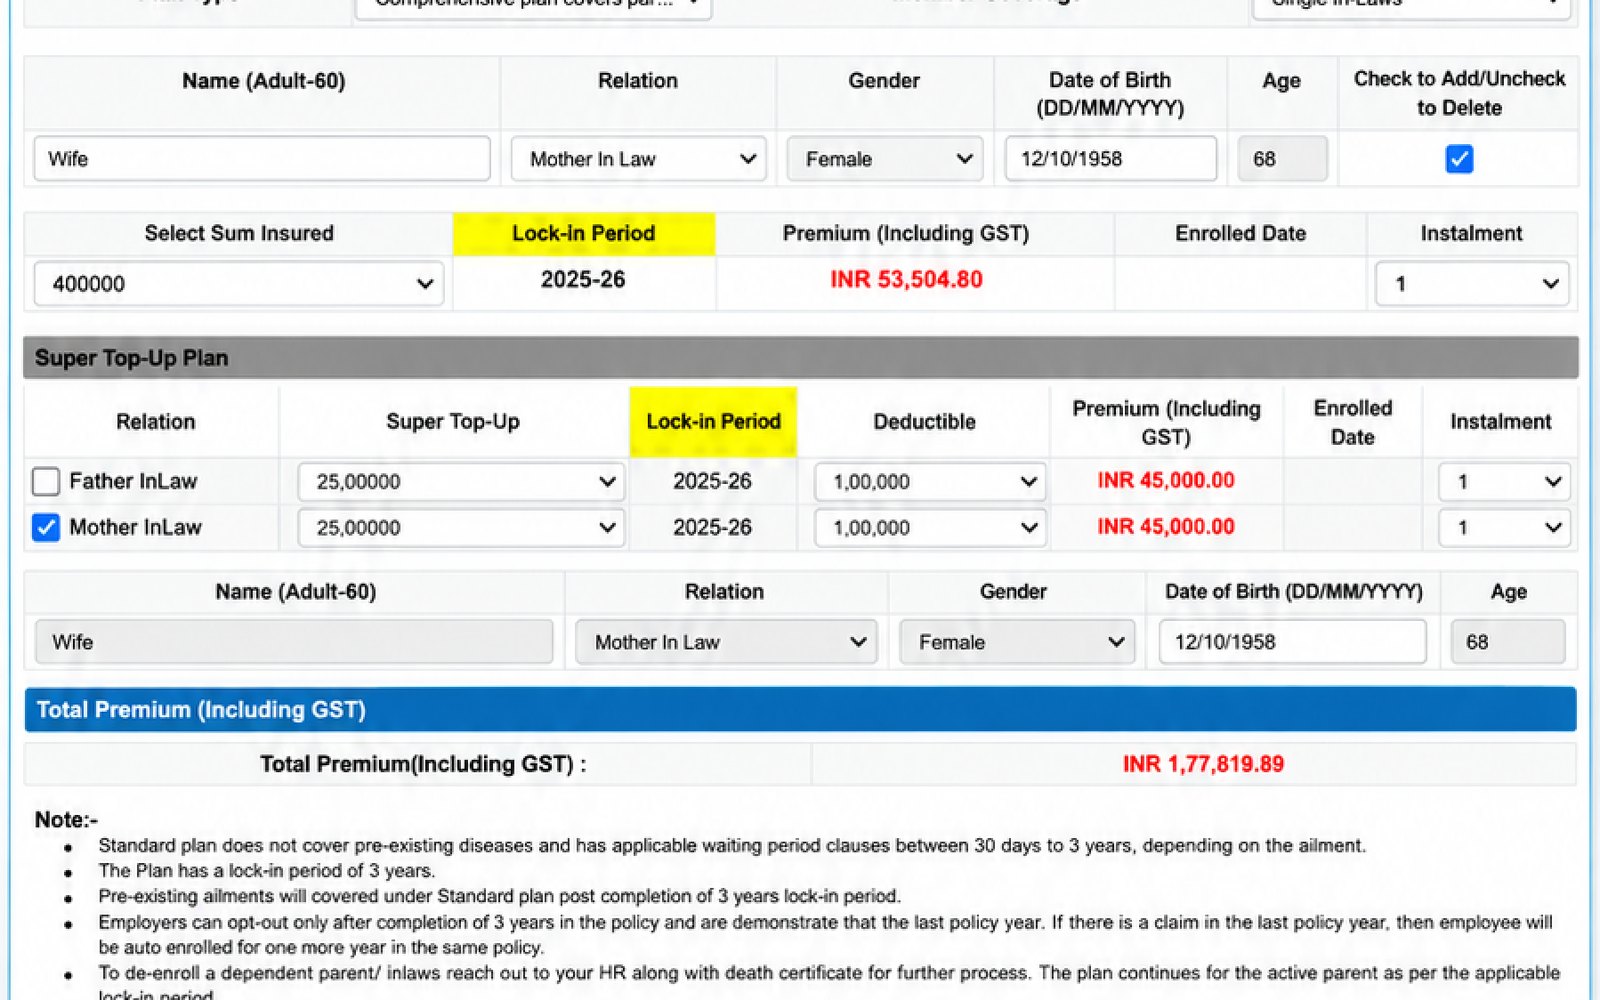 Comprehensive plan covers par...
Single In-Laws
Name (Adult-60) Relation Gender Date of Birth (DD/MM/YYYY) Age Check to Add/Uncheck to Delete
Wife Mother In Law Female 12/10/1958 68
Select Sum Insured Lock-in Period Premium (Including GST) Enrolled Date Instalment
400000 2025-26 INR 53,504.80 1
Super Top-Up Plan
Relation Super Top-Up Lock-in Period Deductible Premium (Including GST) Enrolled Date Instalment
Father InLaw 25,00000 2025-26 1,00,000 INR 45,000.00 1
Mother InLaw 25,00000 2025-26 1,00,000 INR 45,000.00 1
Name (Adult-60) Relation Gender Date of Birth (DD/MM/YYYY) Age
Wife Mother In Law Female 12/10/1958 68
Total Premium (Including GST)
Total Premium(Including GST) : INR 1,77,819.89
Note:-
• Standard plan does not cover pre-existing diseases and has applicable waiting period clauses between 30 days to 3 years, depending on the ailment.
• The Plan has a lock-in period of 3 years.
• Pre-existing ailments will covered under Standard plan post completion of 3 years lock-in period.
• Employers can opt-out only after completion of 3 years in the policy and are demonstrate that the last policy year. If there is a claim in the last policy year, then employee will
be auto enrolled for one more year in the same policy.
• To de-enroll a dependent parent/ inlaws reach out to your HR along with death certificate for further process. The plan continues for the active parent as per the applicable
lock-in period